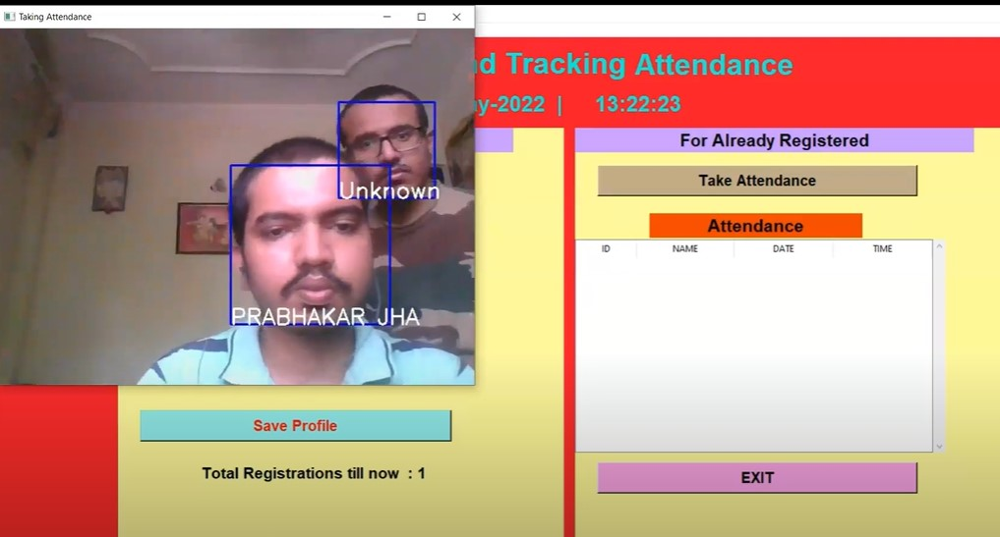 Taking Attendance
d Tracking Attendance
y-2022 | 13:22:23
Unknown
PRABHAKAR JHA
Save Profile
Total Registrations till now : 1
For Already Registered
Take Attendance
Attendance
ID NAME DATE TIME
EXIT